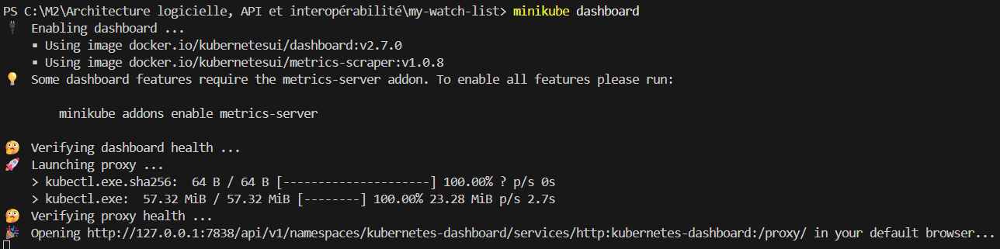 PS C:\M2\Architecture logicielle, API et interopérabilité\my-watch-list> minikube dashboard
Enabling dashboard ...
▪ Using image docker.io/kubernetesui/dashboard:v2.7.0
▪ Using image docker.io/kubernetesui/metrics-scraper:v1.0.8
Some dashboard features require the metrics-server addon. To enable all features please run:
minikube addons enable metrics-server
Verifying dashboard health ...
Launching proxy ...
> kubectl.exe.sha256:  64 B / 64 B [---------------------] 100.00% ? p/s 0s
> kubectl.exe:  57.32 MiB / 57.32 MiB [--------] 100.00% 23.28 MiB p/s 2.7s
Verifying proxy health ...
Opening http://127.0.0.1:7838/api/v1/namespaces/kubernetes-dashboard/services/http:kubernetes-dashboard:/proxy/ in your default browser...